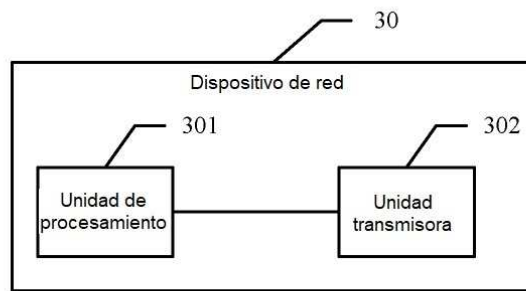 30
Dispositivo de red
301
302
Unidad de
procesamiento
Unidad
transmisora